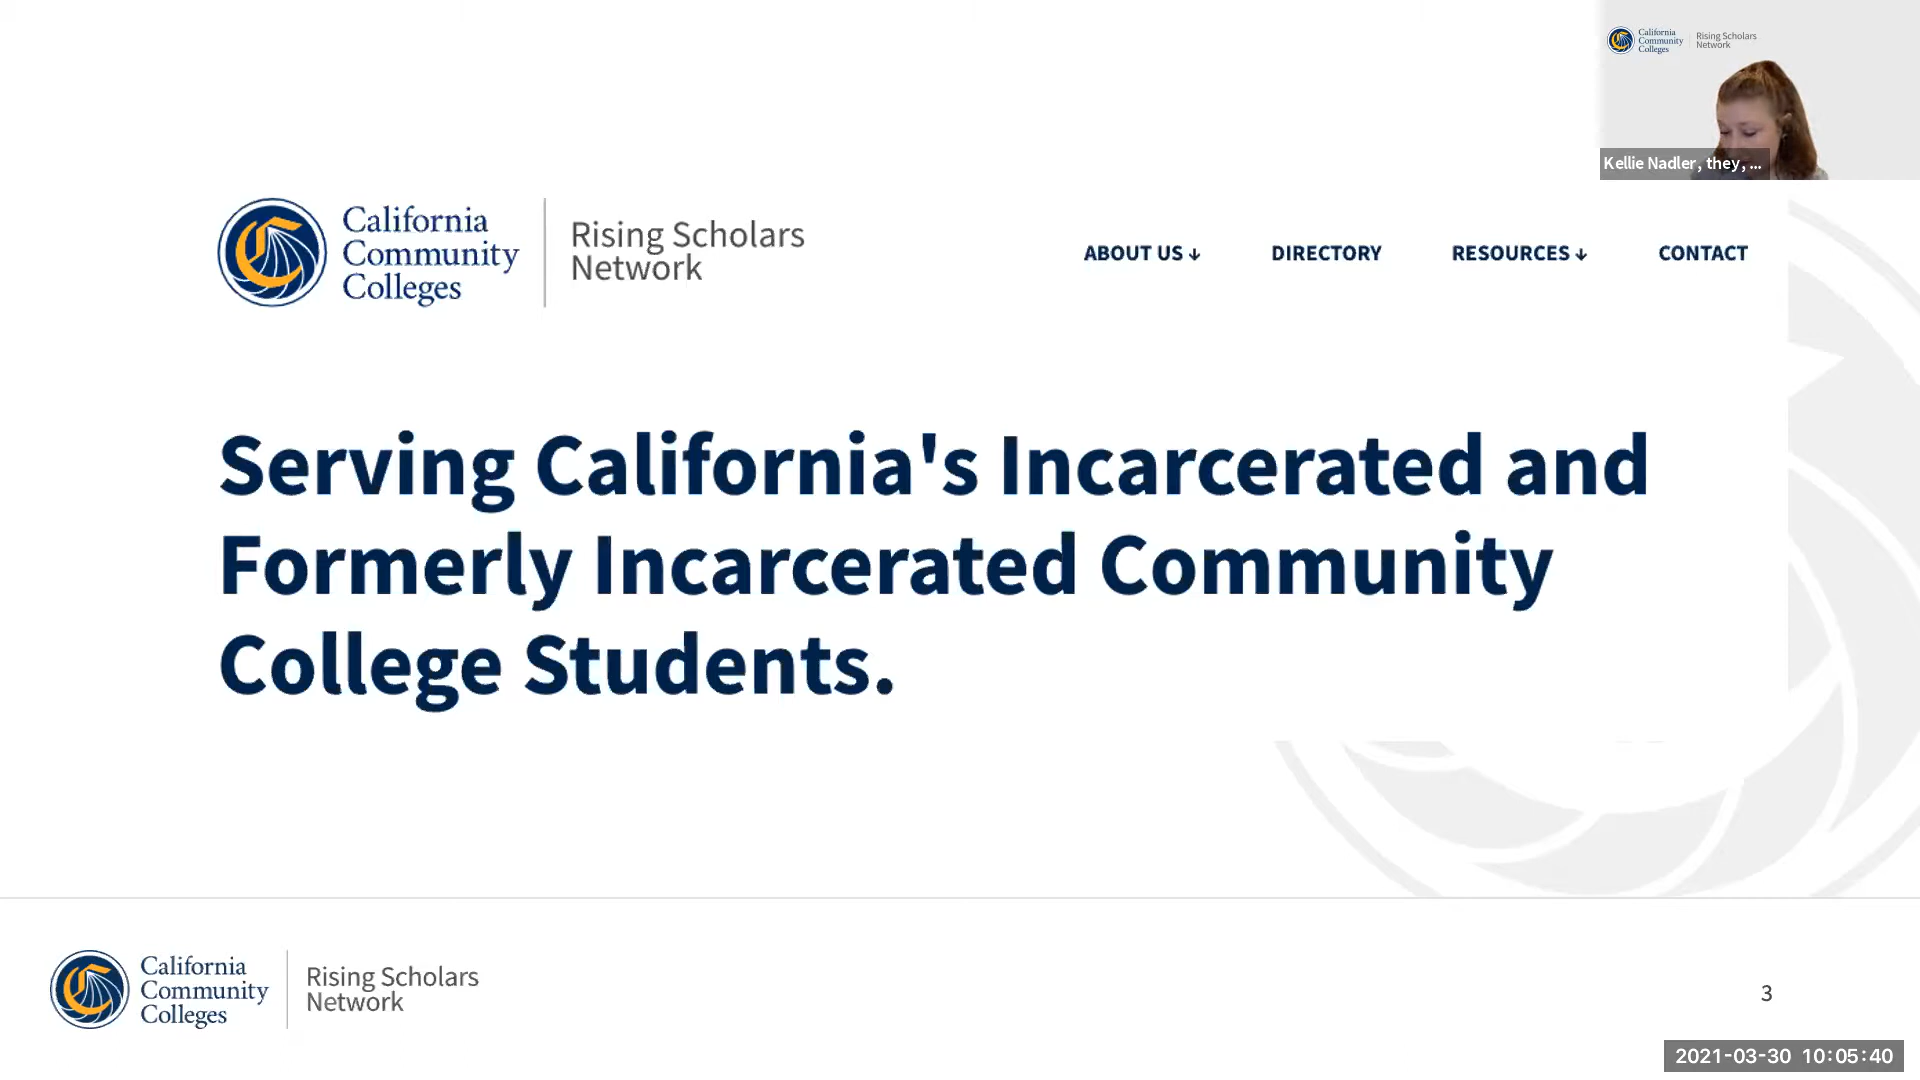 California
Community
Colleges
Rising Scholars
Network
Kellie Nadler, they, ...
California
Community
Colleges
Rising Scholars
Network
ABOUT US ↓
DIRECTORY
RESOURCES ↓
CONTACT
Serving California's Incarcerated and
Formerly Incarcerated Community
College Students.
California
Community
Colleges
Rising Scholars
Network
3
2021-03-30 10:05:40